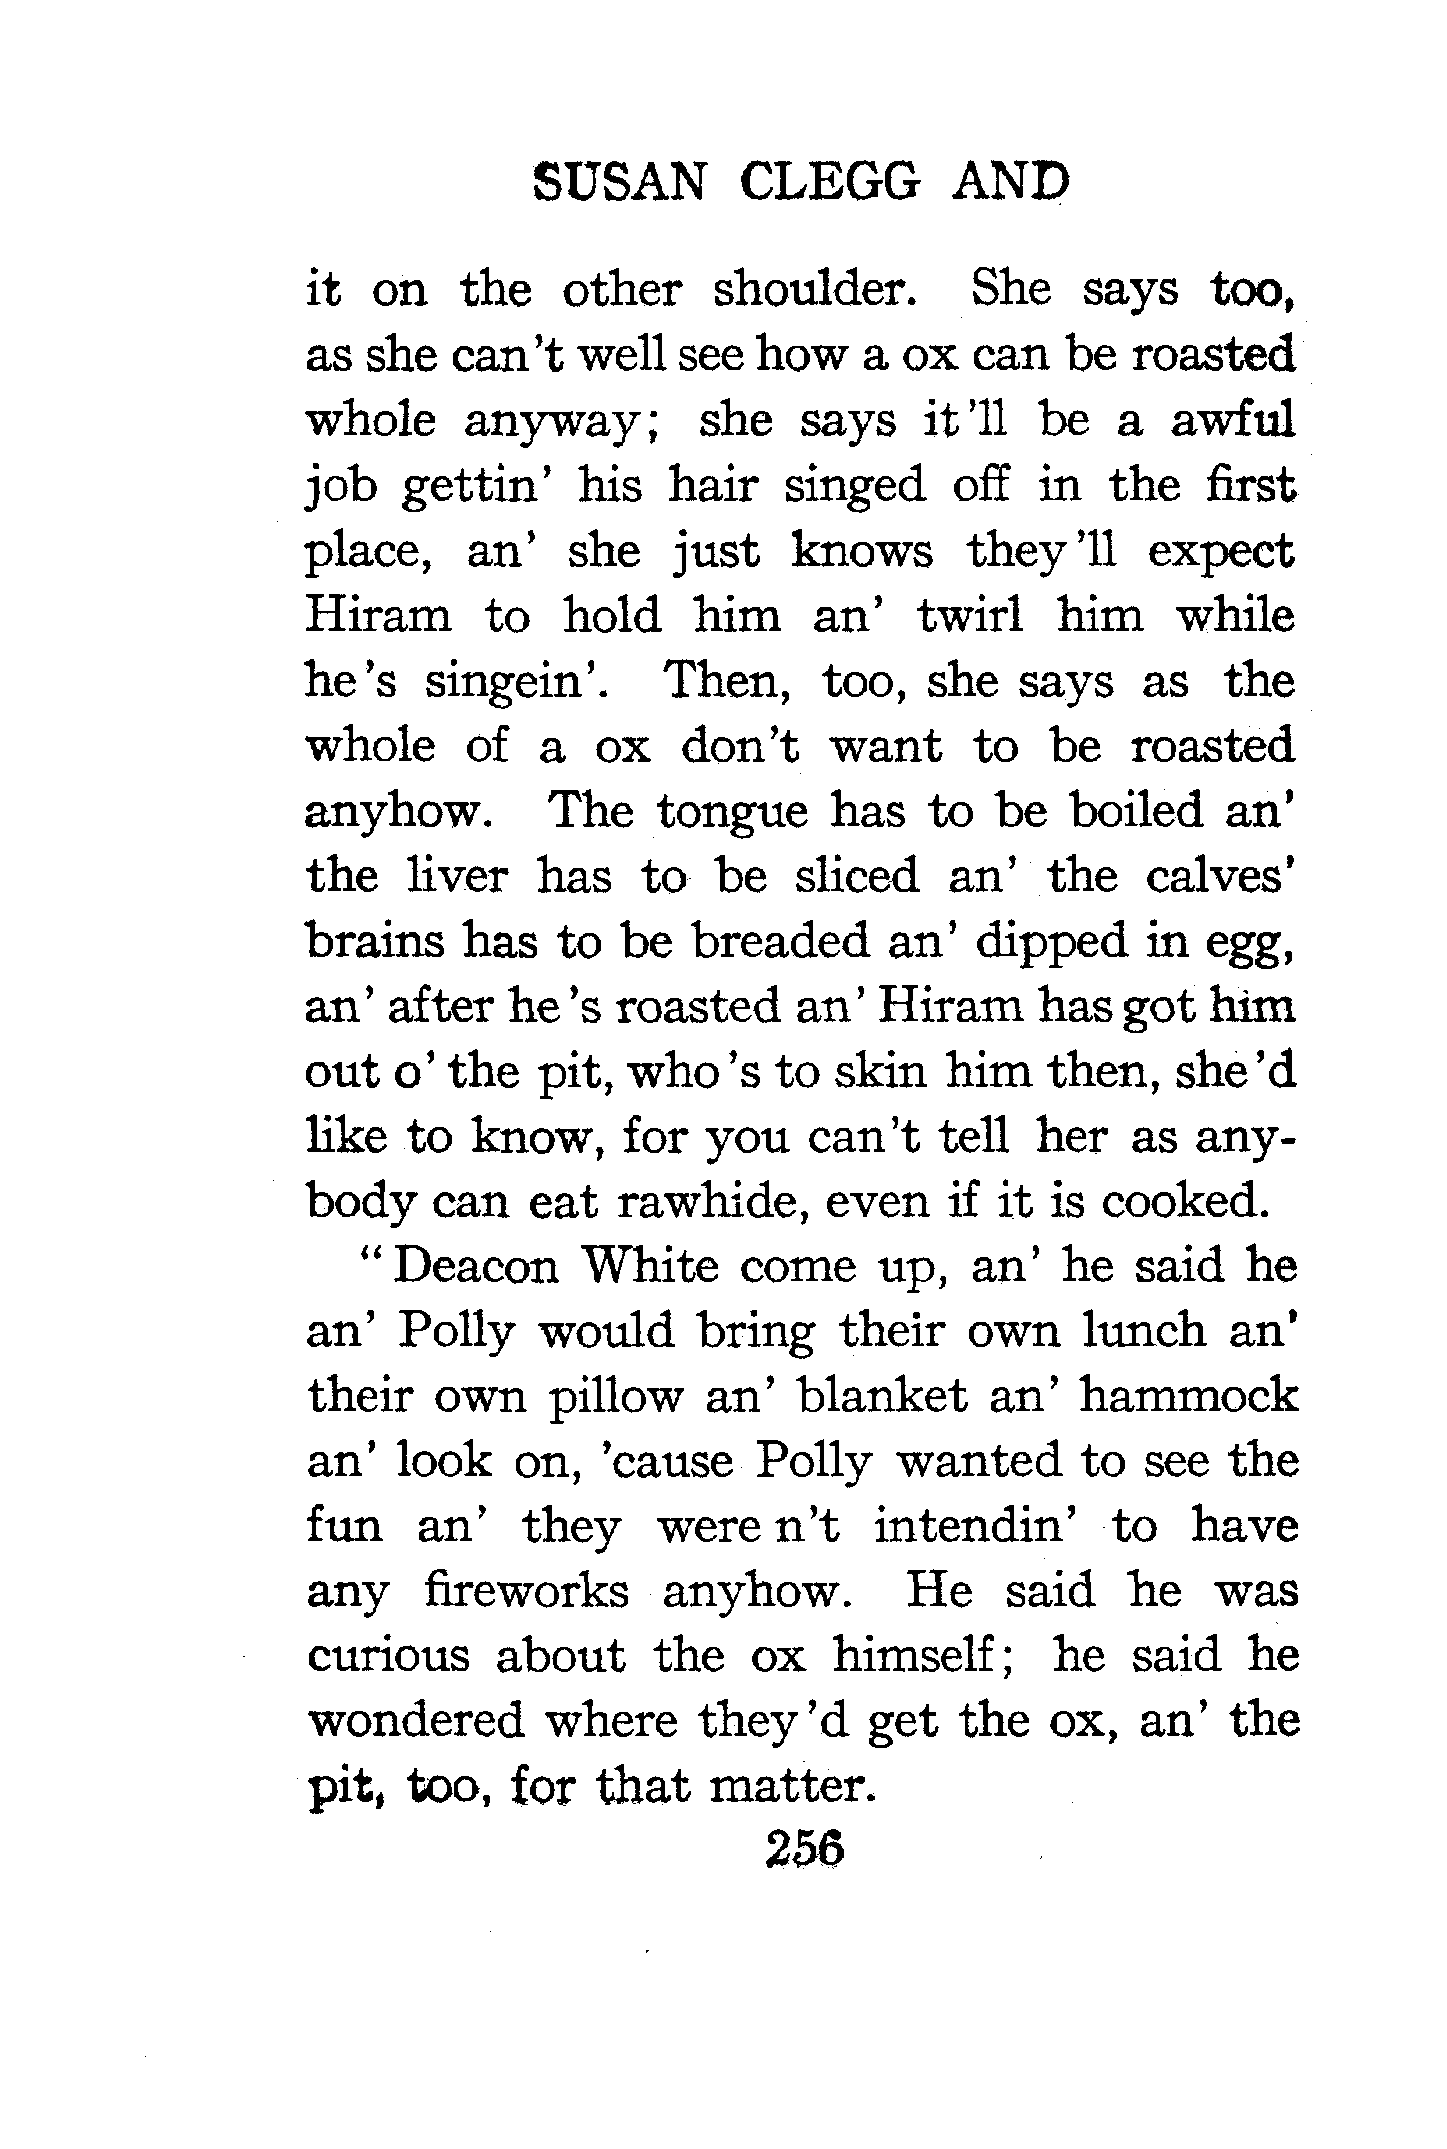 SUSAN CLEGG AND
it on the other shoulder. She says too,
as she can't well see how a ox can be roasted
whole anyway; she says it 'll be a awful
job gettin' his hair singed off in the first
place, an' she just knows they 'll expect
Hiram to hold him an' twirl him while
he 's singein'. Then, too, she says as the
whole of a ox don't want to be roasted
anyhow. The tongue has to be boiled an'
the liver has to be sliced an' the calves'
brains has to be breaded an' dipped in egg,
an' after he 's roasted an' Hiram has got him
out o' the pit, who 's to skin him then, she 'd
like to know, for you can't tell her as any-
body can eat rawhide, even if it is cooked.
"Deacon White come up, an' he said he
an' Polly would bring their own lunch an'
their own pillow an' blanket an' hammock
an' look on, 'cause Polly wanted to see the
fun an' they were n't intendin' to have
any fireworks anyhow. He said he was
curious about the ox himself; he said he
wondered where they 'd get the ox, an' the
pit, too, for that matter.
256